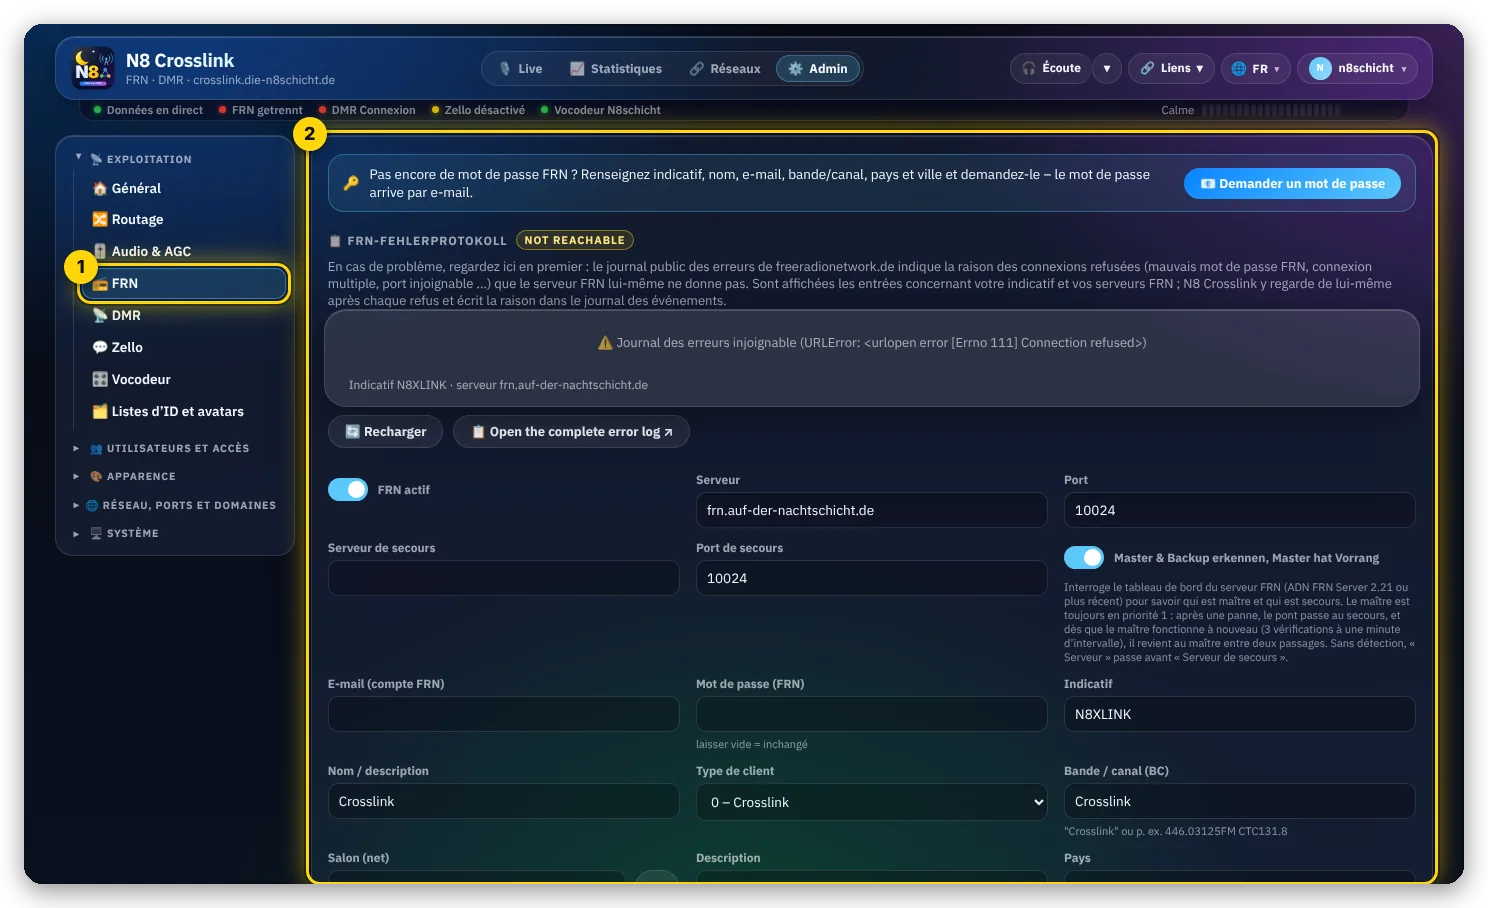 N8 Crosslink
FRN · DMR · crosslink.die-n8schicht.de
🎙️ Live
📈 Statistiques
🔗 Réseaux
⚙️ Admin
🎧 Écoute ▼
🔗 Liens ▼
🌐 FR ▾
N n8schicht ▾
Données en direct
FRN getrennt
DMR Connexion
Zello désactivé
Vocodeur N8schicht
Calme
▼ 📡 EXPLOITATION
🏠 Général
🔀 Routage
🎚️ Audio & AGC
1
📻 FRN
📡 DMR
💬 Zello
🎛️ Vocodeur
🗂️ Listes d’ID et avatars
► 👥 UTILISATEURS ET ACCÈS
► 🎨 APPARENCE
► 🌐 RÉSEAU, PORTS ET DOMAINES
► 🖥️ SYSTÈME
2
🔑 Pas encore de mot de passe FRN ? Renseignez indicatif, nom, e-mail, bande/canal, pays et ville et demandez-le – le mot de passe
arrive par e-mail.
📧 Demander un mot de passe
📋 FRN-FEHLERPROTOKOLL NOT REACHABLE
En cas de problème, regardez ici en premier : le journal public des erreurs de freeradionetwork.de indique la raison des connexions refusées (mauvais mot de passe FRN, connexion
multiple, port injoignable …) que le serveur FRN lui-même ne donne pas. Sont affichées les entrées concernant votre indicatif et vos serveurs FRN ; N8 Crosslink y regarde de lui-même
après chaque refus et écrit la raison dans le journal des événements.
⚠️ Journal des erreurs injoignable (URLError: <urlopen error [Errno 111] Connection refused>)
Indicatif N8XLINK · serveur frn.auf-der-nachtschicht.de
🔄 Recharger
📋 Open the complete error log ↗
FRN actif
Serveur
frn.auf-der-nachtschicht.de
Port
10024
Serveur de secours
Port de secours
10024
Master & Backup erkennen, Master hat Vorrang
Interroge le tableau de bord du serveur FRN (ADN FRN Server 2.21 ou
plus récent) pour savoir qui est maître et qui est secours. Le maître est
toujours en priorité 1 : après une panne, le pont passe au secours, et
dès que le maître fonctionne à nouveau (3 vérifications à une minute
d’intervalle), il revient au maître entre deux passages. Sans détection, «
Serveur » passe avant « Serveur de secours ».
E-mail (compte FRN)
Mot de passe (FRN)
laisser vide = inchangé
Indicatif
N8XLINK
Nom / description
Crosslink
Type de client
0 – Crosslink
Bande / canal (BC)
Crosslink
"Crosslink" ou p. ex. 446.03125FM CTC131.8
Salon (net)
Description
Pays